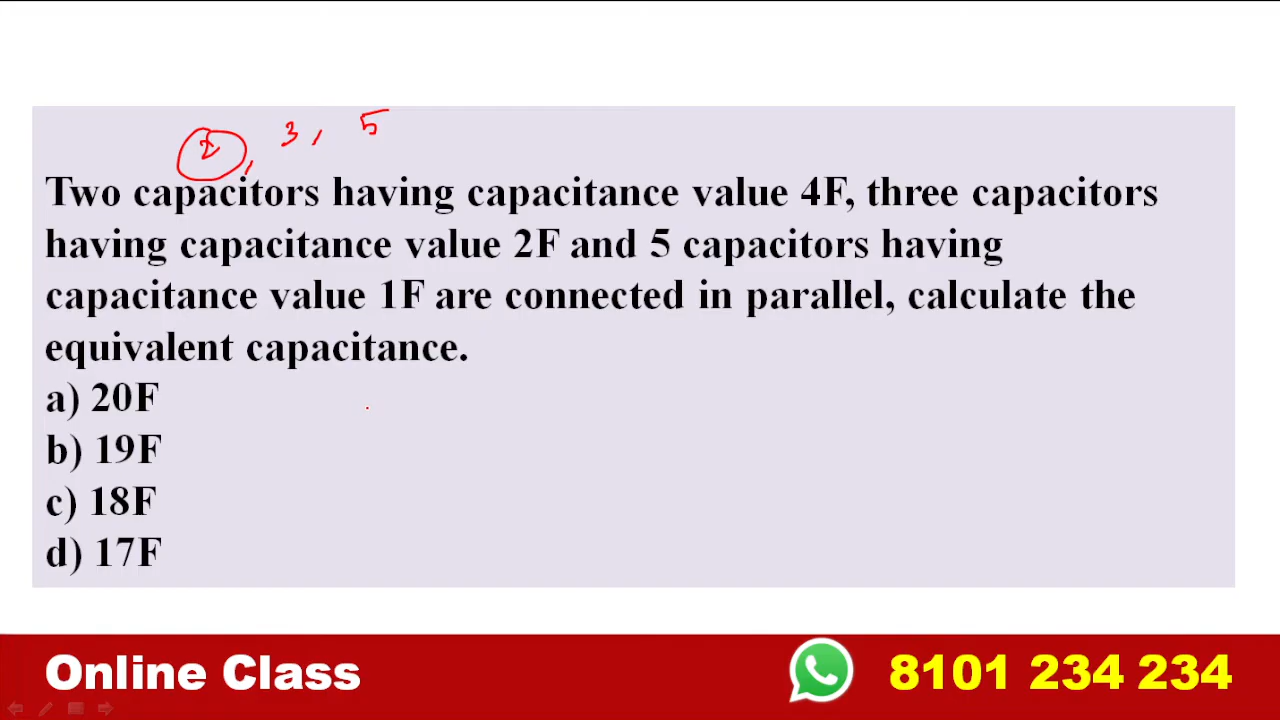 2, 3, 5
Two capacitors having capacitance value 4F, three capacitors
having capacitance value 2F and 5 capacitors having
capacitance value 1F are connected in parallel, calculate the
equivalent capacitance.
a) 20F
b) 19F
c) 18F
d) 17F
Online Class
8101 234 234